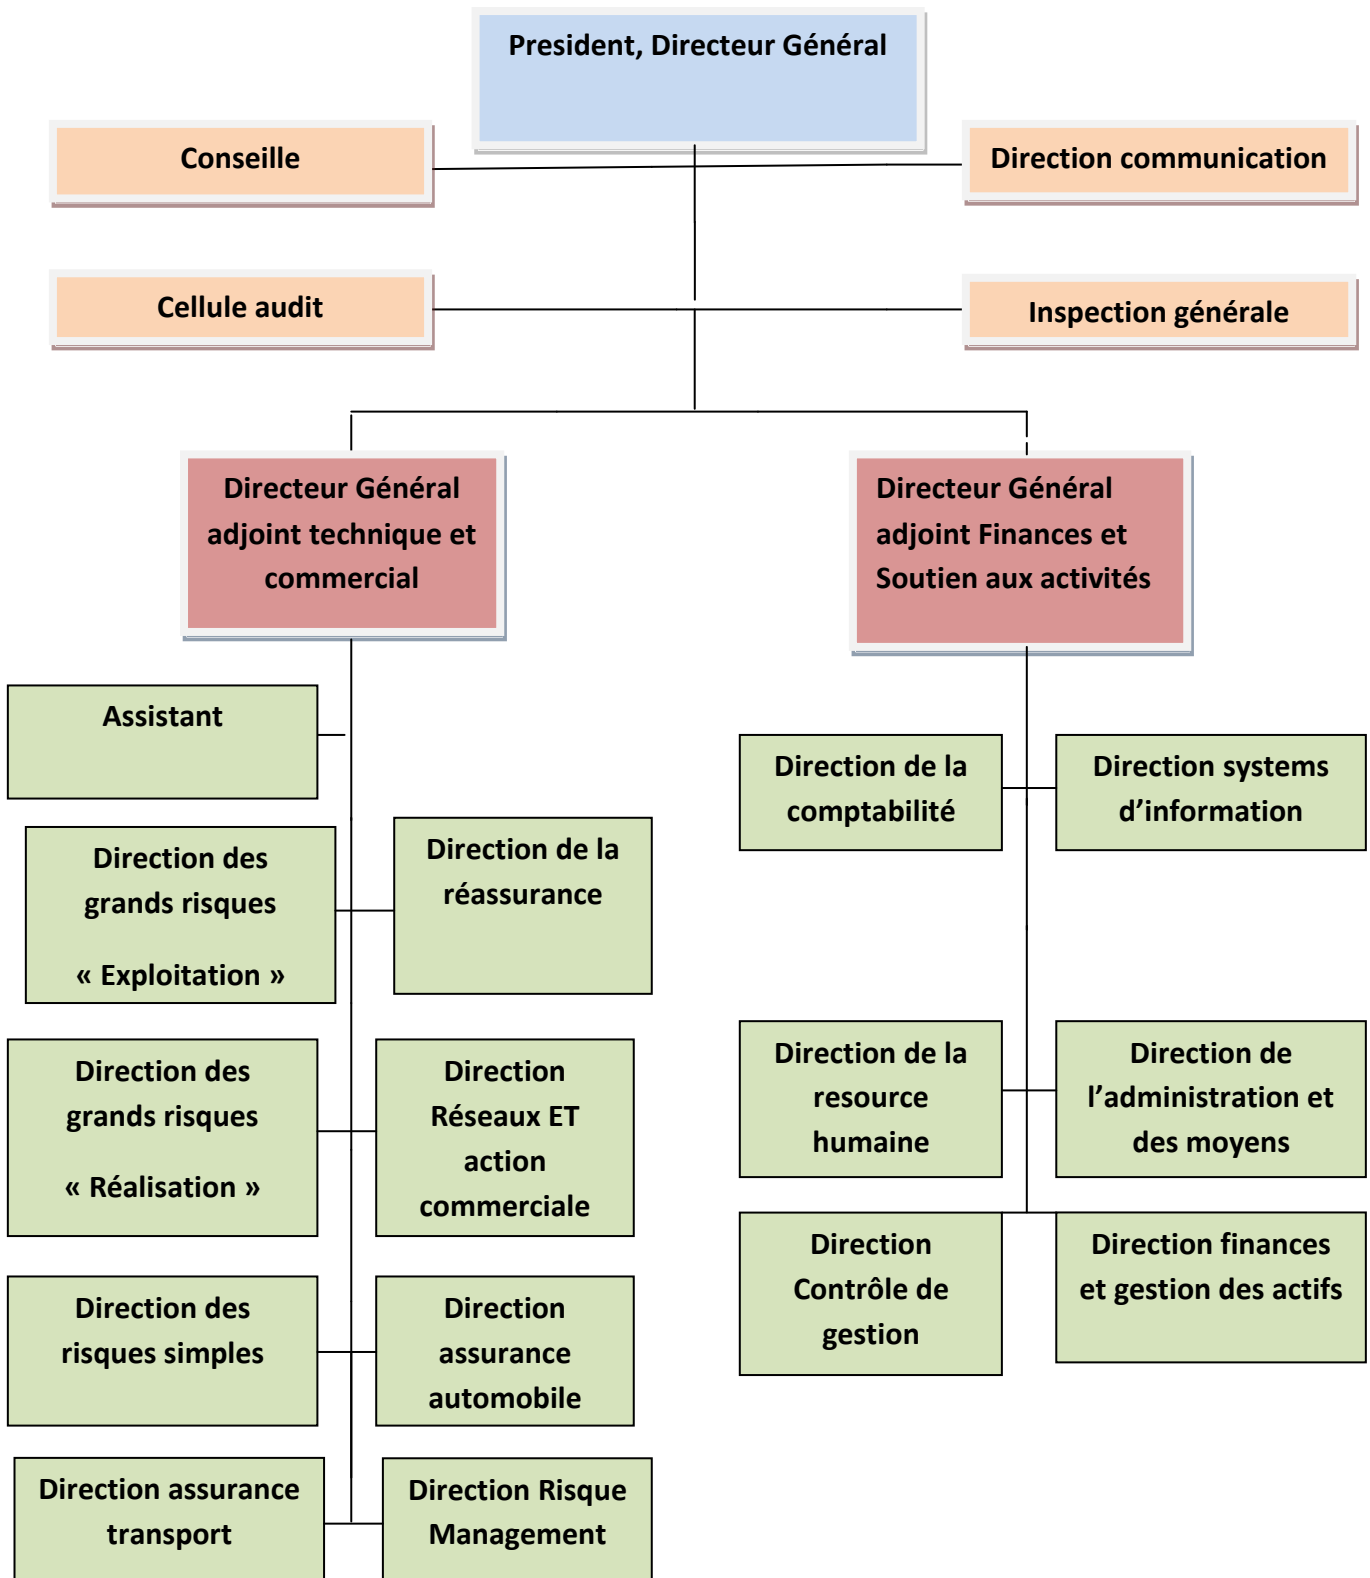 President, Directeur Général
Conseille
Direction communication
Cellule audit
Inspection générale
Directeur Général
adjoint technique et
commercial
Directeur Général
adjoint Finances et
Soutien aux activités
Assistant
Direction de la
comptabilité
Direction systems
d’information
Direction des
grands risques
« Exploitation »
Direction de la
réassurance
Direction des
grands risques
« Réalisation »
Direction
Réseaux ET
action
commerciale
Direction de la
resource
humaine
Direction de
l’administration et
des moyens
Direction
Contrôle de
gestion
Direction finances
et gestion des actifs
Direction des
risques simples
Direction
assurance
automobile
Direction assurance
transport
Direction Risque
Management